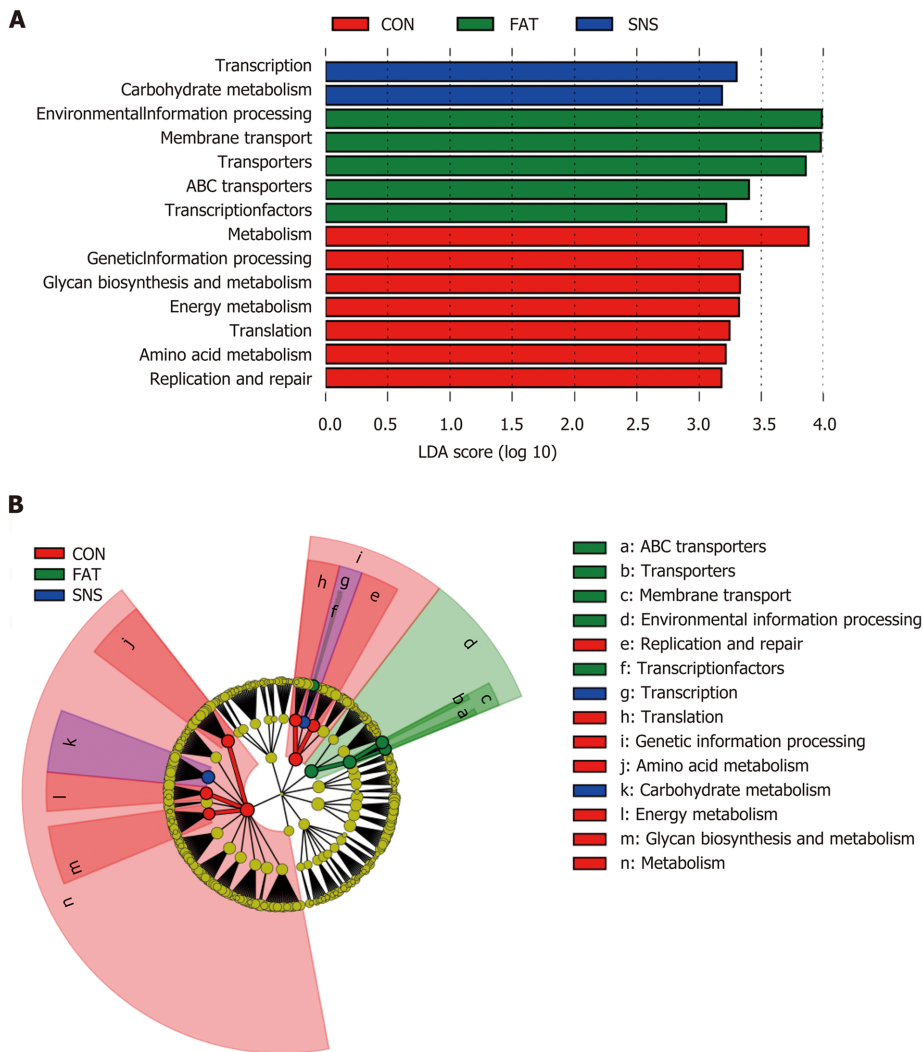 A
CON FAT SNS
Transcription
Carbohydrate metabolism
EnvironmentalInformation processing
Membrane transport
Transporters
ABC transporters
Transcriptionfactors
Metabolism
GeneticInformation processing
Glycan biosynthesis and metabolism
Energy metabolism
Translation
Amino acid metabolism
Replication and repair
0.0 0.5 1.0 1.5 2.0 2.5 3.0 3.5 4.0
LDA score (log 10)
B
CON
FAT
SNS
i
h
g
e
f
d
j
b
c
a
k
l
m
n
a: ABC transporters
b: Transporters
c: Membrane transport
d: Environmental information processing
e: Replication and repair
f: Transcriptionfactors
g: Transcription
h: Translation
i: Genetic information processing
j: Amino acid metabolism
k: Carbohydrate metabolism
l: Energy metabolism
m: Glycan biosynthesis and metabolism
n: Metabolism